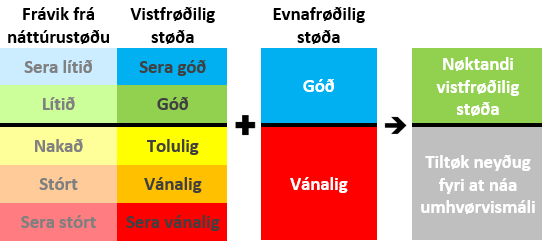 Frávik frá
náttúrustøðu
Vistfrøðilig
støða
Evnafrøðilig
støða
Sera lítið
Sera góð
Lítið
Góð
Nakað
Tolulig
Stórt
Vánalig
Sera stórt
Sera vánalig
+
Góð
Vánalig
Nøktandi
vistfrøðilig
støða
Tiltøk neyðug
fyri at náa
umhvørvismáli